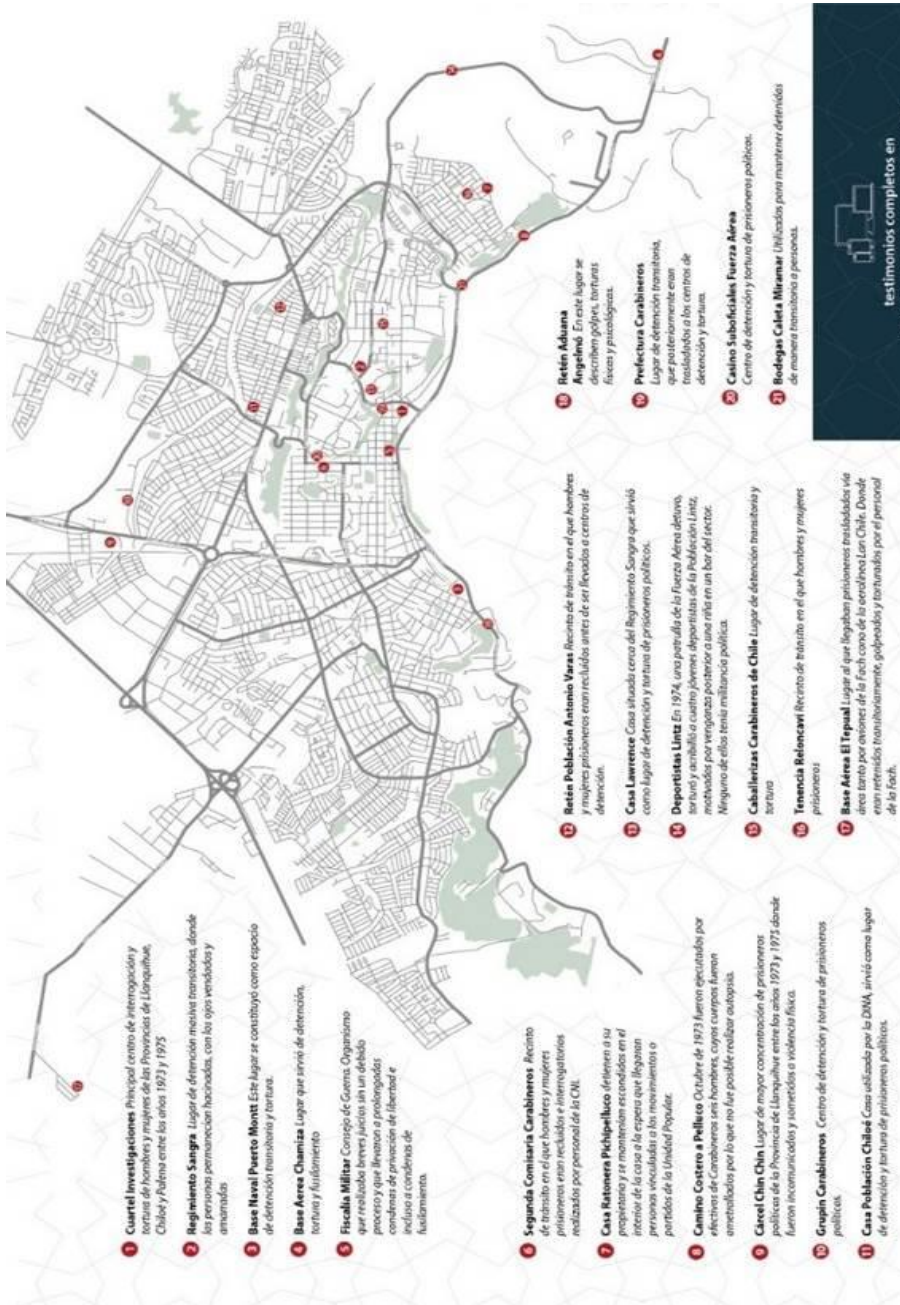 1 Cuartel Investigaciones Principal centro de interrogación y
tortura de hombres y mujeres de las Provincias de Llanquihue,
Chiloé y Palena entre los años 1973 y 1975
2 Regimiento Sangra Lugar de detención masiva transitoria, donde
las personas permanecían hacinadas, con los ojos vendados y
amarradas
3 Base Naval Puerto Montt Este lugar se constituyó como espacio
de detención transitoria y tortura.
4 Base Aerea Chamiza Lugar que sirvió de detención,
tortura y fusilamiento
5 Fiscalía Militar Consejo de Guerra. Organismo
que realizaba breves juicios sin un debido
proceso y que llevaron a prolongadas
condenas de privación de libertad e
incluso a condenas de
fusilamiento.
6 Segunda Comisaría Carabineros Recinto
de tránsito en el que hombres y mujeres
prisioneros eran recluidos e interrogatorios
realizados por personal de la CNI.
7 Casa Ratonera Pichipelluco detienen a su
propietaria y se mantenían escondidos en el
interior de la casa a la espera que llegaran
personas vinculadas a los movimientos o
partidos de la Unidad Popular.
8 Camino Costero a Pelluco Octubre de 1973 fueron ejecutados por
efectivos de Carabineros seis hombres, cuyos cuerpos fueron
ametrallados por lo que no fue posible realizar autopsia.
9 Cárcel Chin Chin Lugar de mayor concentración de prisioneros
políticos de la Provincia de Llanquihue entre los años 1973 y 1975 donde
fueron incomunicados y sometidos a violencia física.
10 Grupin Carabineros Centro de detención y tortura de prisioneros
políticos.
11 Casa Población Chiloé Casa utilizada por la DINA, sirvió como lugar
de detención y tortura de prisioneros políticos.
12 Retén Población Antonio Varas Recinto de tránsito en el que hombres
y mujeres prisioneros eran recluidos antes de ser llevados a centros de
detención.
13 Casa Lawrence Casa situada cerca del Regimiento Sangra que sirvió
como lugar de detención y tortura de prisioneros políticos.
14 Deportistas Lintz En 1974, una patrulla de la Fuerza Aérea detuvo,
torturó y acribilló a cuatro jóvenes deportistas de la Población Lintz,
motivados por venganza posterior a una riña en un bar del sector.
Ninguno de ellos tenía militancia política.
15 Caballerizas Carabineros de Chile Lugar de detención transitoria y
tortura
16 Tenencia Reloncaví Recinto de tránsito en el que hombres y mujeres
prisioneros
17 Base Aérea El Tepual Lugar al que llegaban prisioneros trasladados vía
área tanto por aviones de la Fach como de la aerolínea Lan Chile. Donde
eran retenidos transitoriamente, golpeados y torturados por el personal
de la Fach.
18 Retén Aduana
Angelmó En este lugar se
describen golpes, torturas
físicas y psicológicas.
19 Prefectura Carabineros
Lugar de detención transitoria,
que posteriormente eran
trasladados a los centros de
detención y tortura.
20 Casino Suboficiales Fuerza Aérea
Centro de detención y tortura de prisioneros políticos.
21 Bodegas Caleta Miramar Utilizadas para mantener detenidas
de manera transitoria a personas.
testimonios completos en